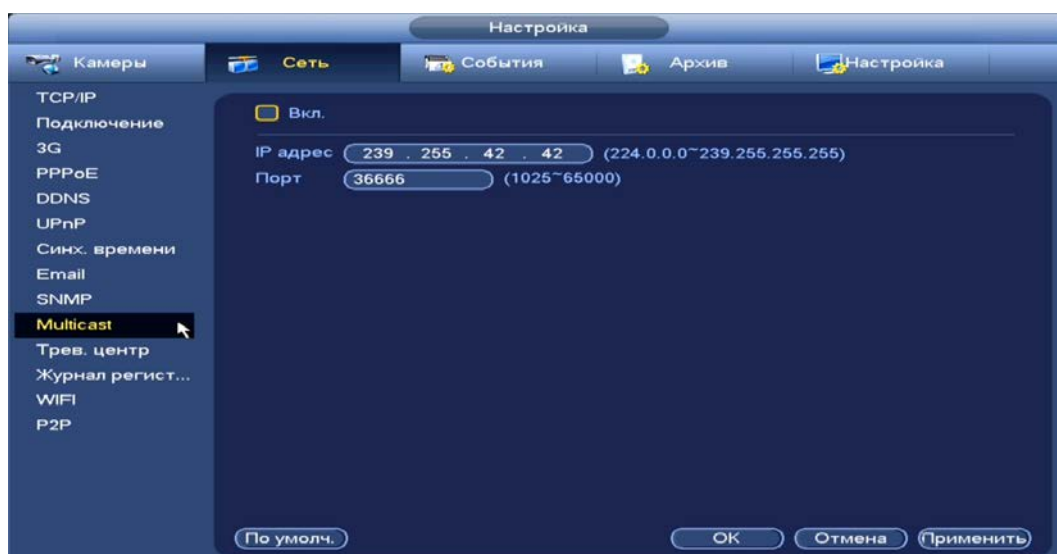 Настройка
Камеры Сеть События Архив Настройка
TCP/IP
Подключение
3G
PPPoE
DDNS
UPnP
Синх. времени
Email
SNMP
Multicast
Трев. центр
Журнал регист...
WIFI
P2P
Вкл.
IP адрес 239 . 255 . 42 . 42 (224.0.0.0~239.255.255.255)
Порт 36666 (1025~65000)
По умолч. OK Отмена Применить